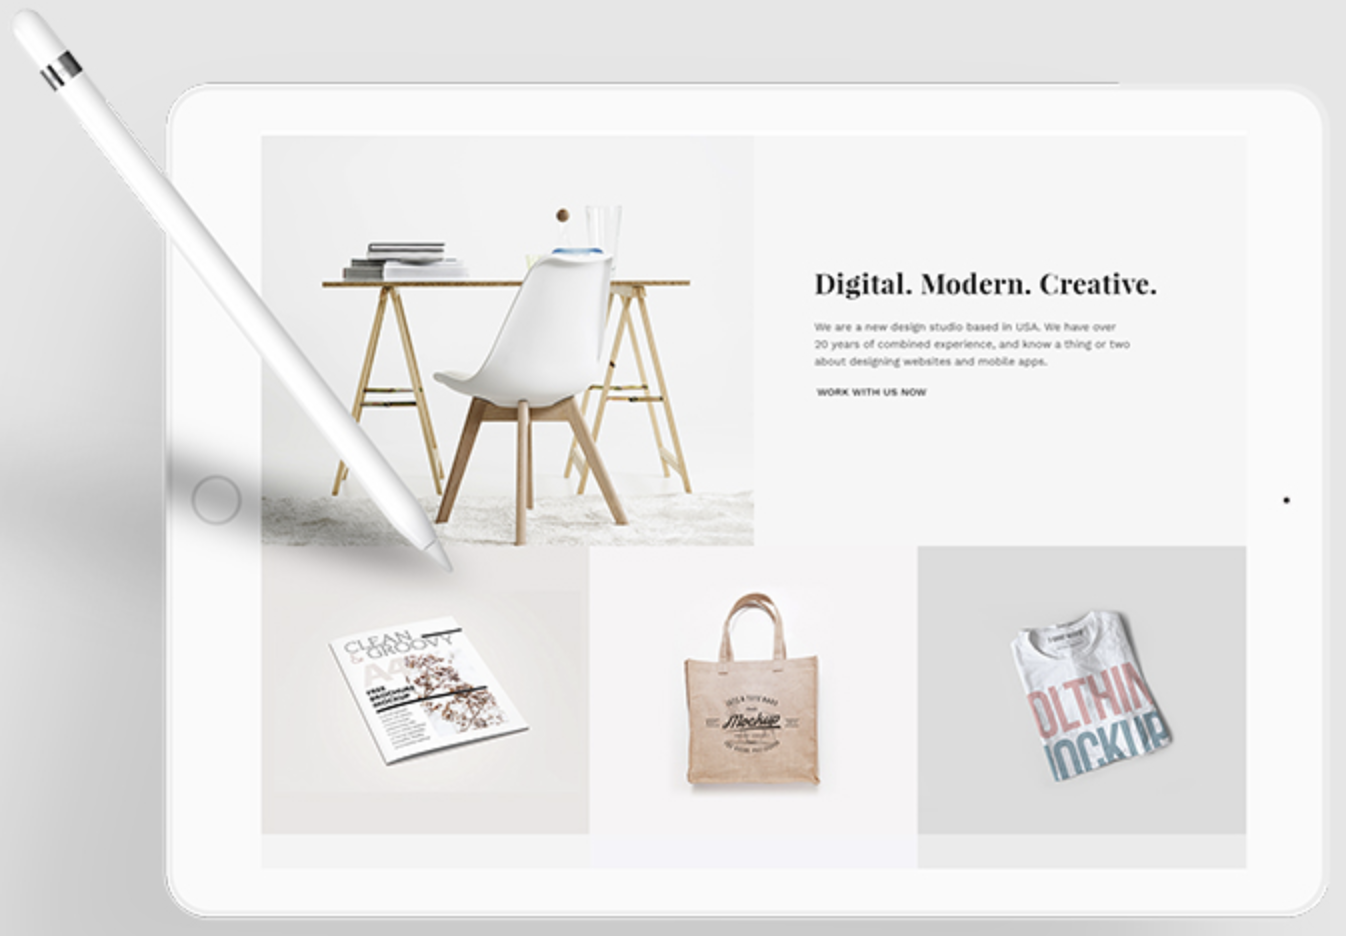 Digital. Modern. Creative.
We are a new design studio based in USA. We have over
20 years of combined experience, and know a thing or two
about designing websites and mobile apps.
WORK WITH US NOW
CLEAN
& GROOVY
A4
FREE
BROCHURE
MOCKUP
Mockup
OLTHIN
MOCKUP